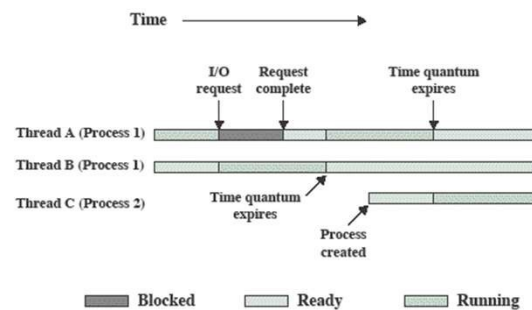 Time
I/O
request
Request
complete
Time quantum
expires
Thread A (Process 1)
Thread B (Process 1)
Time quantum
expires
Thread C (Process 2)
Process
created
Blocked
Ready
Running